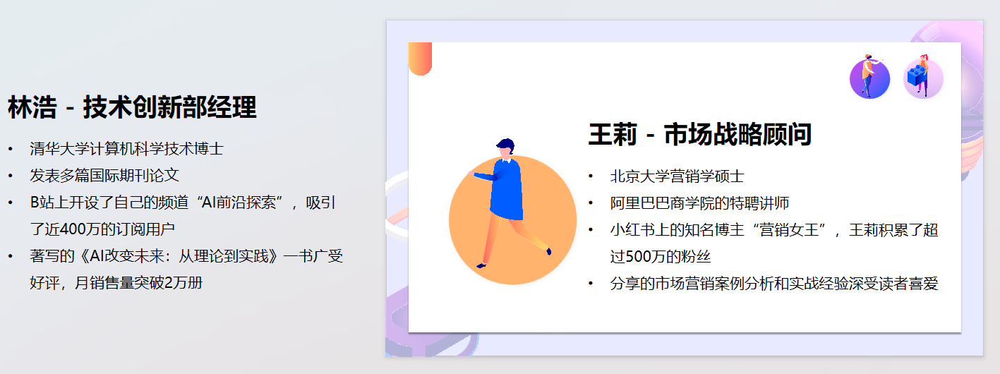 林浩 - 技术创新部经理
• 清华大学计算机科学技术博士
• 发表多篇国际期刊论文
• B站上开设了自己的频道“AI前沿探索”，吸引
了近400万的订阅用户
• 著写的《AI改变未来：从理论到实践》一书广受
好评，月销售量突破2万册
王莉 - 市场战略顾问
• 北京大学营销学硕士
• 阿里巴巴商学院的特聘讲师
• 小红书上的知名博主“营销女王”，王莉积累了超
过500万的粉丝
• 分享的市场营销案例分析和实战经验深受读者喜爱